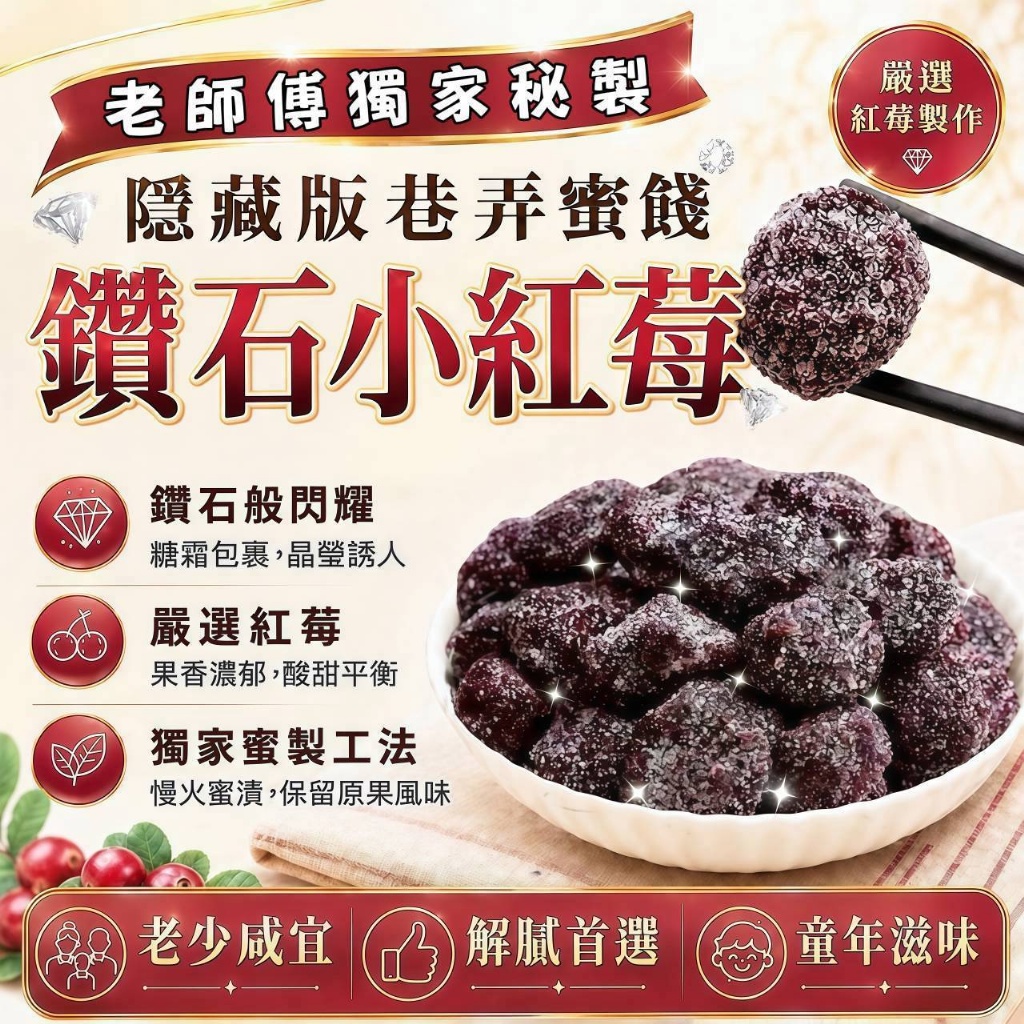 老師傅獨家秘製
嚴選
紅莓製作
隱藏版巷弄蜜餞
鑽石小紅莓
鑽石般閃耀
糖霜包裹,晶瑩誘人
嚴選紅莓
果香濃郁,酸甜平衡
獨家蜜製工法
慢火蜜漬,保留原果風味
老少咸宜
解膩首選
童年滋味